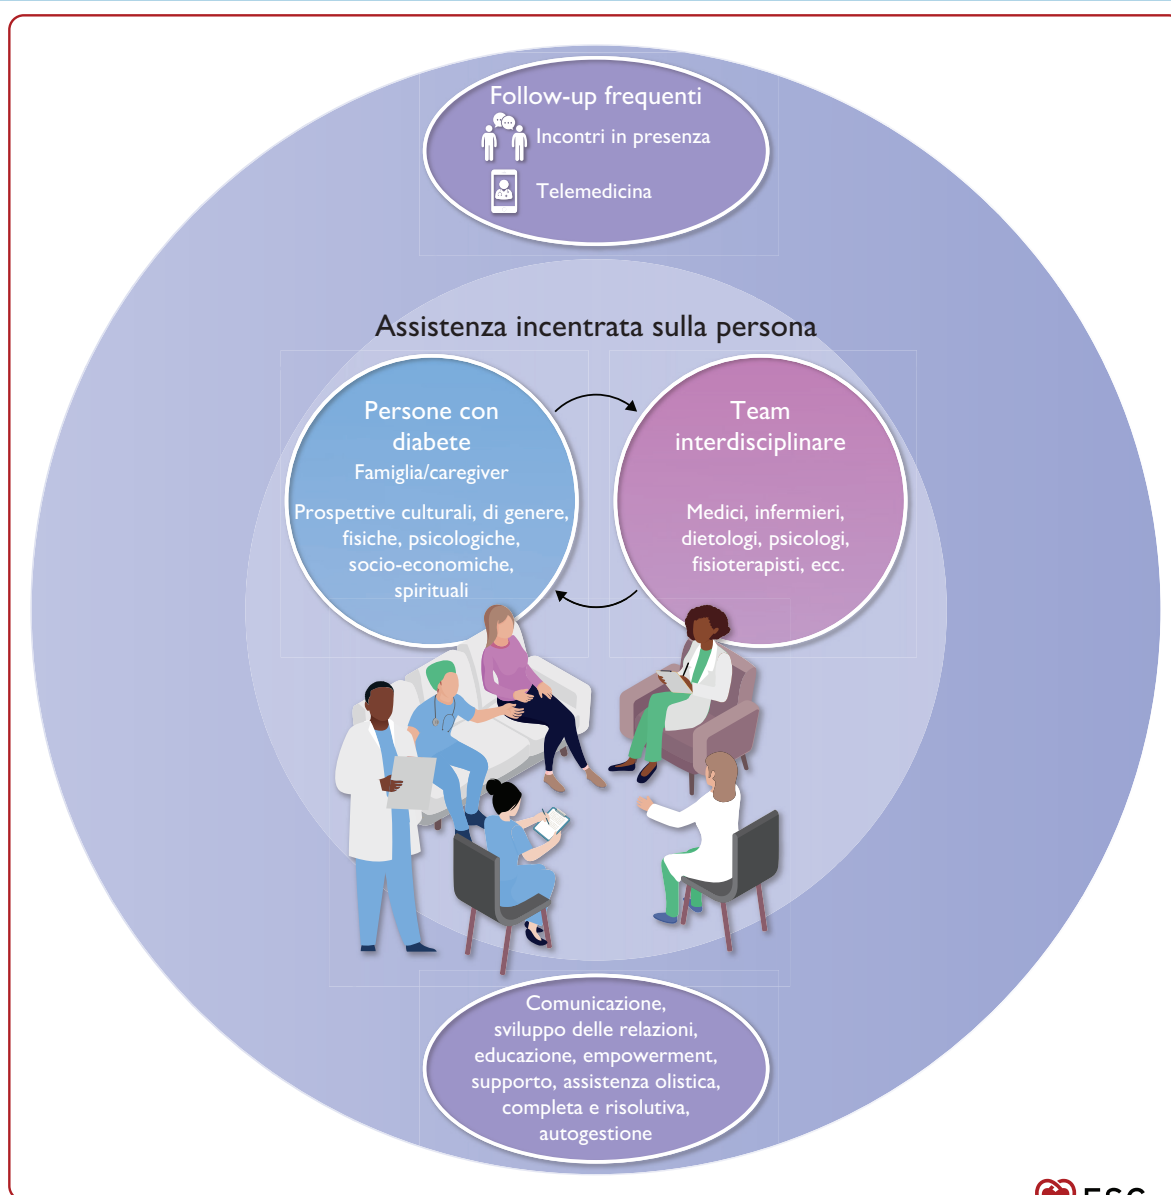 Follow-up frequenti
Incontri in presenza
Telemedicina
Assistenza incentrata sulla persona
Persone con
diabete
Famiglia/caregiver
Prospettive culturali, di genere,
fisiche, psicologiche,
socio-economiche,
spirituali
Team
interdisciplinare
Medici, infermieri,
dietologi, psicologi,
fisioterapisti, ecc.
Comunicazione,
sviluppo delle relazioni,
educazione, empowerment,
supporto, assistenza olistica,
completa e risolutiva,
autogestione
ESC